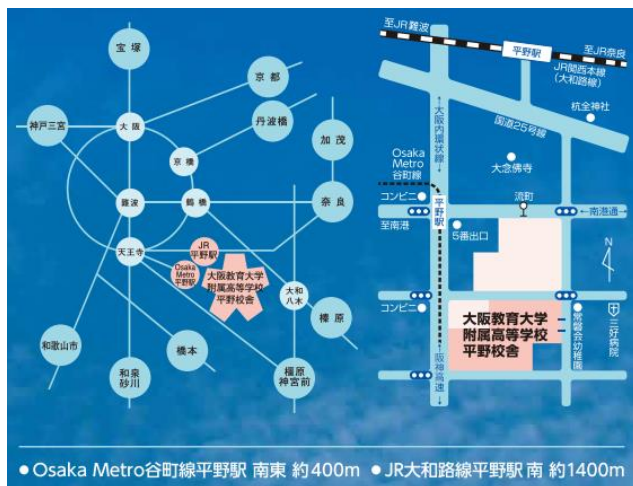 宝塚
京都
丹波橋
加茂
神戸三宮
大阪
京橋
奈良
難波
鶴橋
天王寺
JR
平野駅
Osaka
Metro
平野駅
大阪教育大学
附属高等学校
平野校舎
大和
八木
榛原
和歌山市
橋本
和泉
砂川
橿原
神宮前
至JR難波
平野駅
至JR奈良
JR関西本線
(大和路線)
←大阪内環状線→
国道25号線
杭全神社
大念佛寺
Osaka
Metro
谷町線
コンビニ
平野駅
流町
←南港通→
至南港
5番出口
N
コンビニ
大阪教育大学
附属高等学校
平野校舎
常磐会幼稚園
三好病院
←阪神高速→
●Osaka Metro谷町線平野駅 南東 約400m ●JR大和路線平野駅 南 約1400m